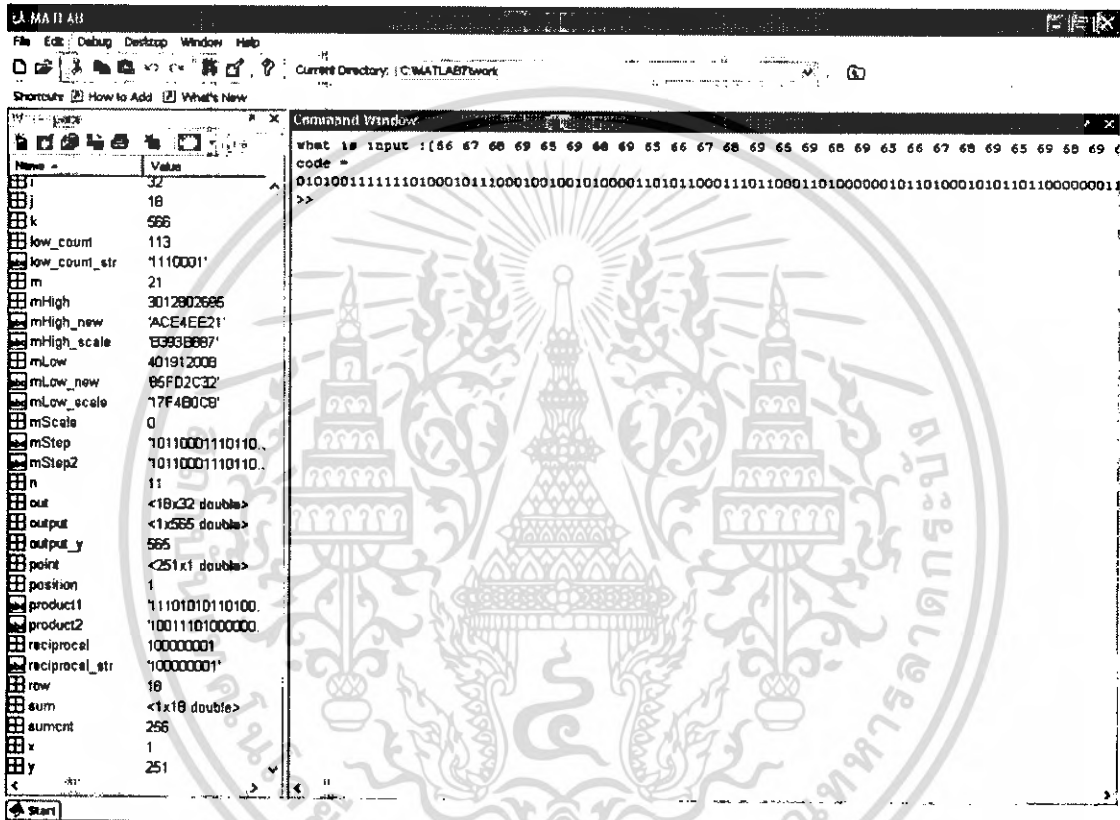 MATLAB
File Edit Debug Desktop Window Help
Current Directory: C:\MATLAB7\work
Shortcuts How to Add What's New
Command Window
Name Value
what is input :[66 67 68 69 65 69 68 69 65 66 67 68 69 65 69 68 69 65 66 67 68 69 65 69 68 69
code =
>>
i 32
j 18
k 566
low_count 113
low_count_str '1110001'
m 21
mHigh 3012802695
mHigh_new 'ACE4EE21'
mHigh_scale 'B393B887'
mLow 401912008
mLow_new '85FD2C32'
mLow_scale '17F4B0C8'
mScale 0
mStep '10110001110110...
mStep2 '10110001110110...
n 11
out <18x32 double>
output <1x565 double>
output_y 565
point <251x1 double>
position 1
product1 '11101010110100...
product2 '10011101000000...
reciprocal 100000001
reciprocal_str '100000001'
row 18
sum <1x18 double>
sumcnt 256
x 1
y 251
Start